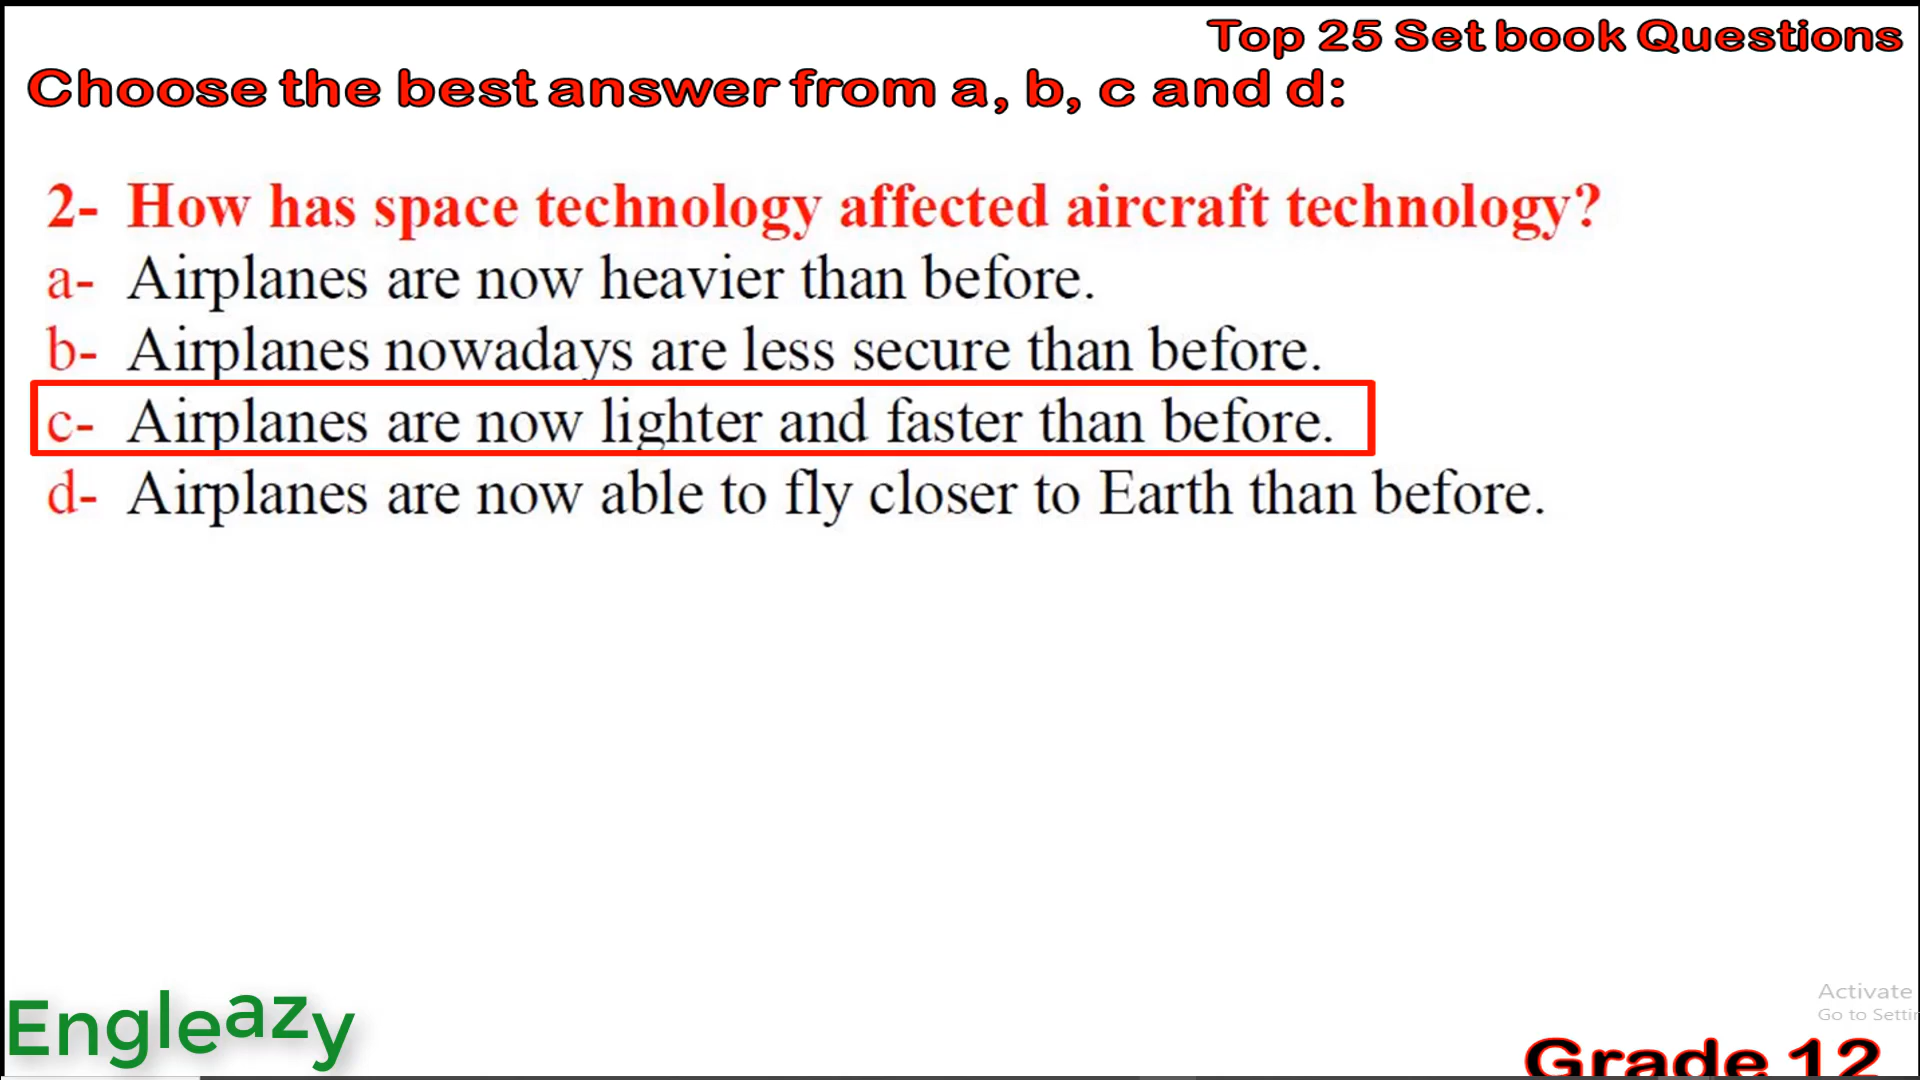 Top 25 Set book Questions
Choose the best answer from a, b, c and d:
2- How has space technology affected aircraft technology?
a- Airplanes are now heavier than before.
b- Airplanes nowadays are less secure than before.
c- Airplanes are now lighter and faster than before.
d- Airplanes are now able to fly closer to Earth than before.
Engleazy
Activate
Go to
Grade 12